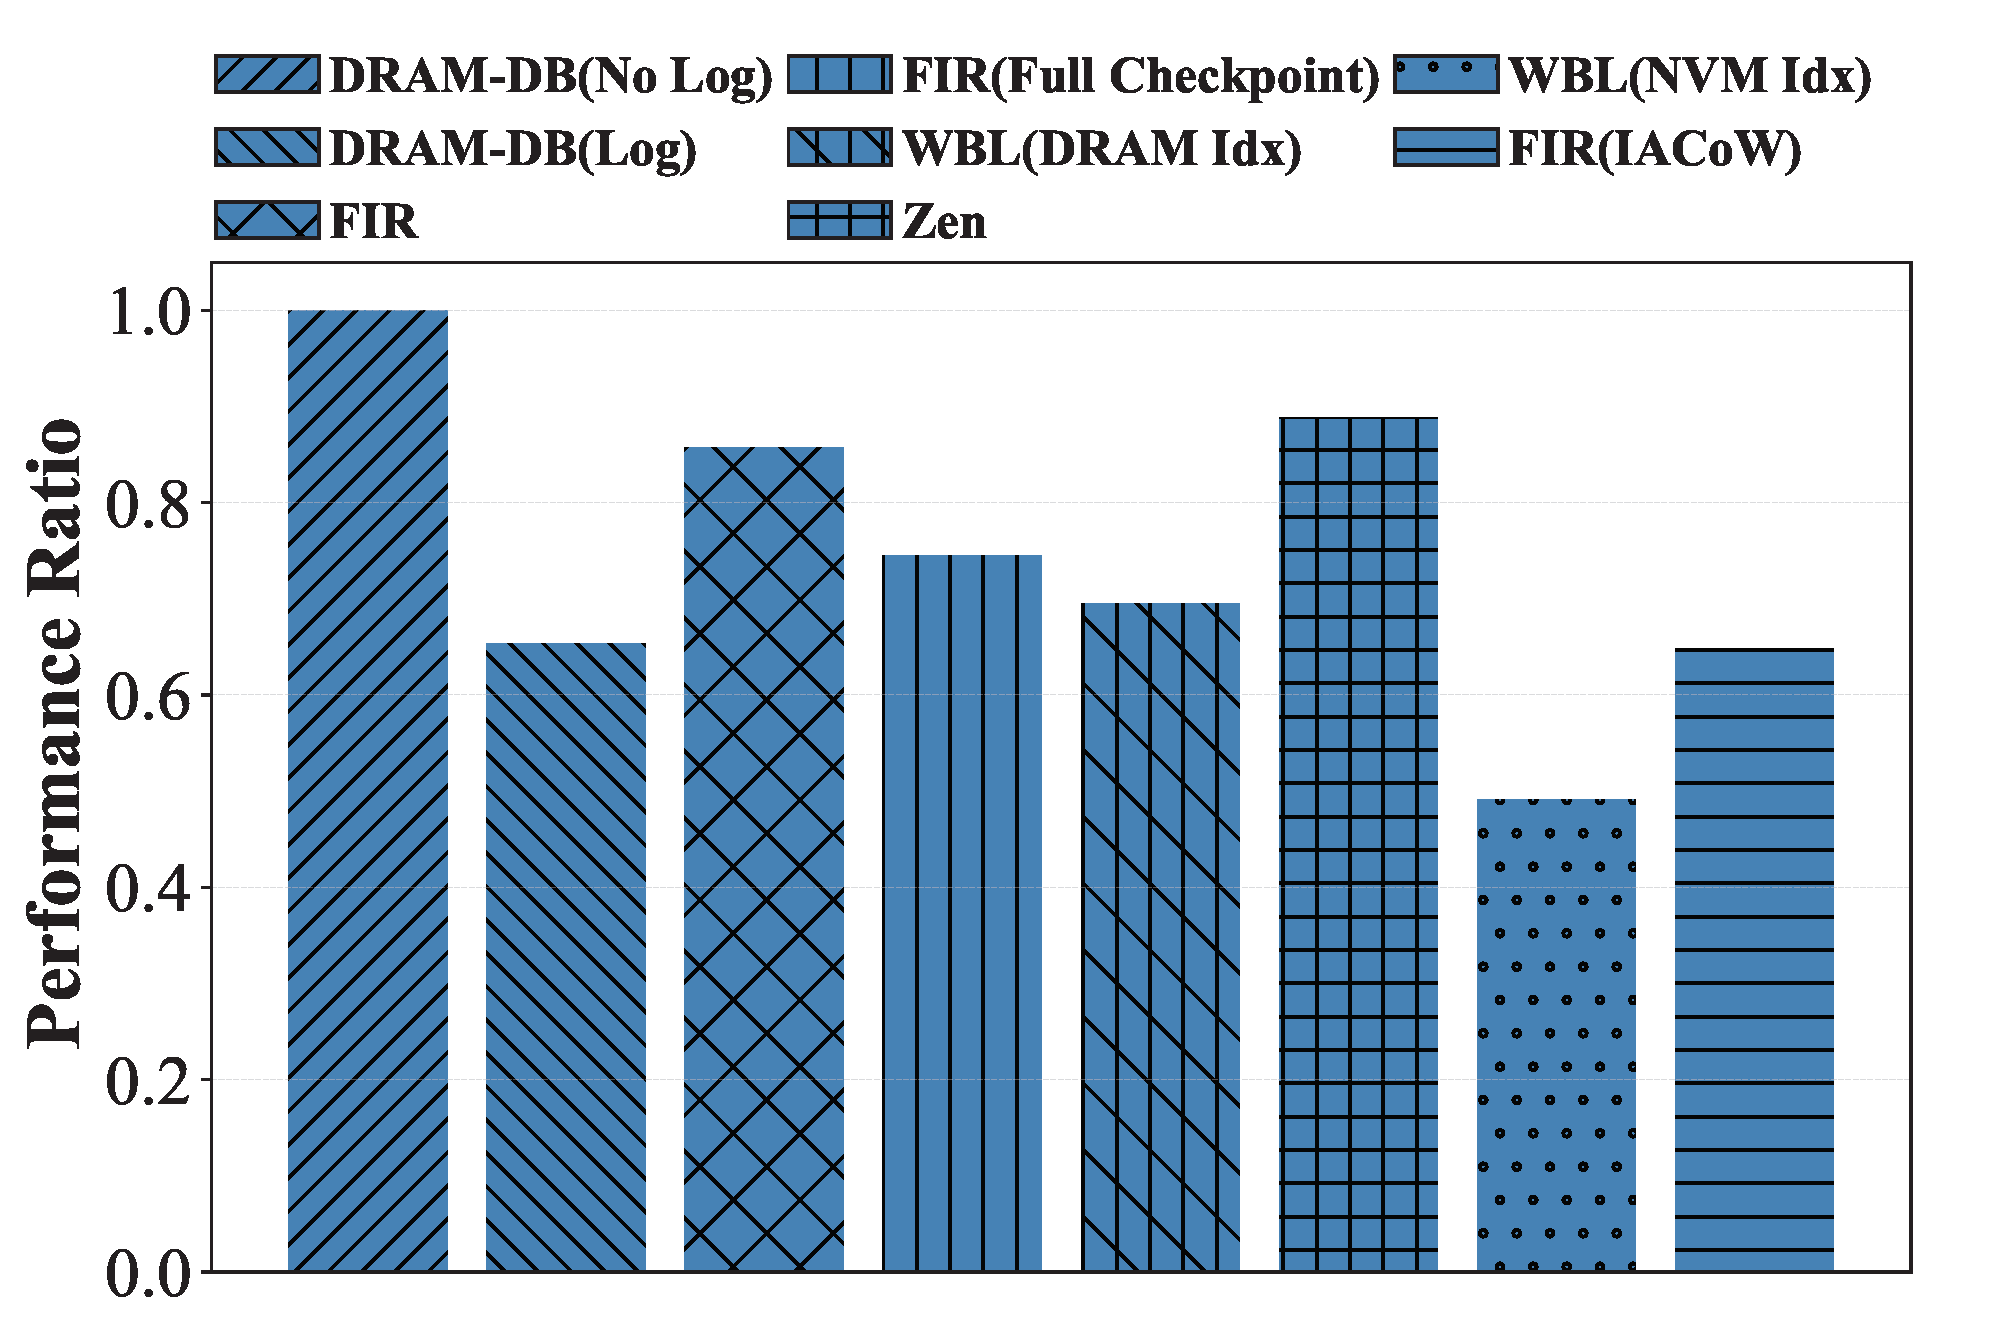 DRAM-DB(No Log) FIR(Full Checkpoint) WBL(NVM Idx)
DRAM-DB(Log) WBL(DRAM Idx) FIR(IACoW)
FIR Zen
Performance Ratio
1.0
0.8
0.6
0.4
0.2
0.0